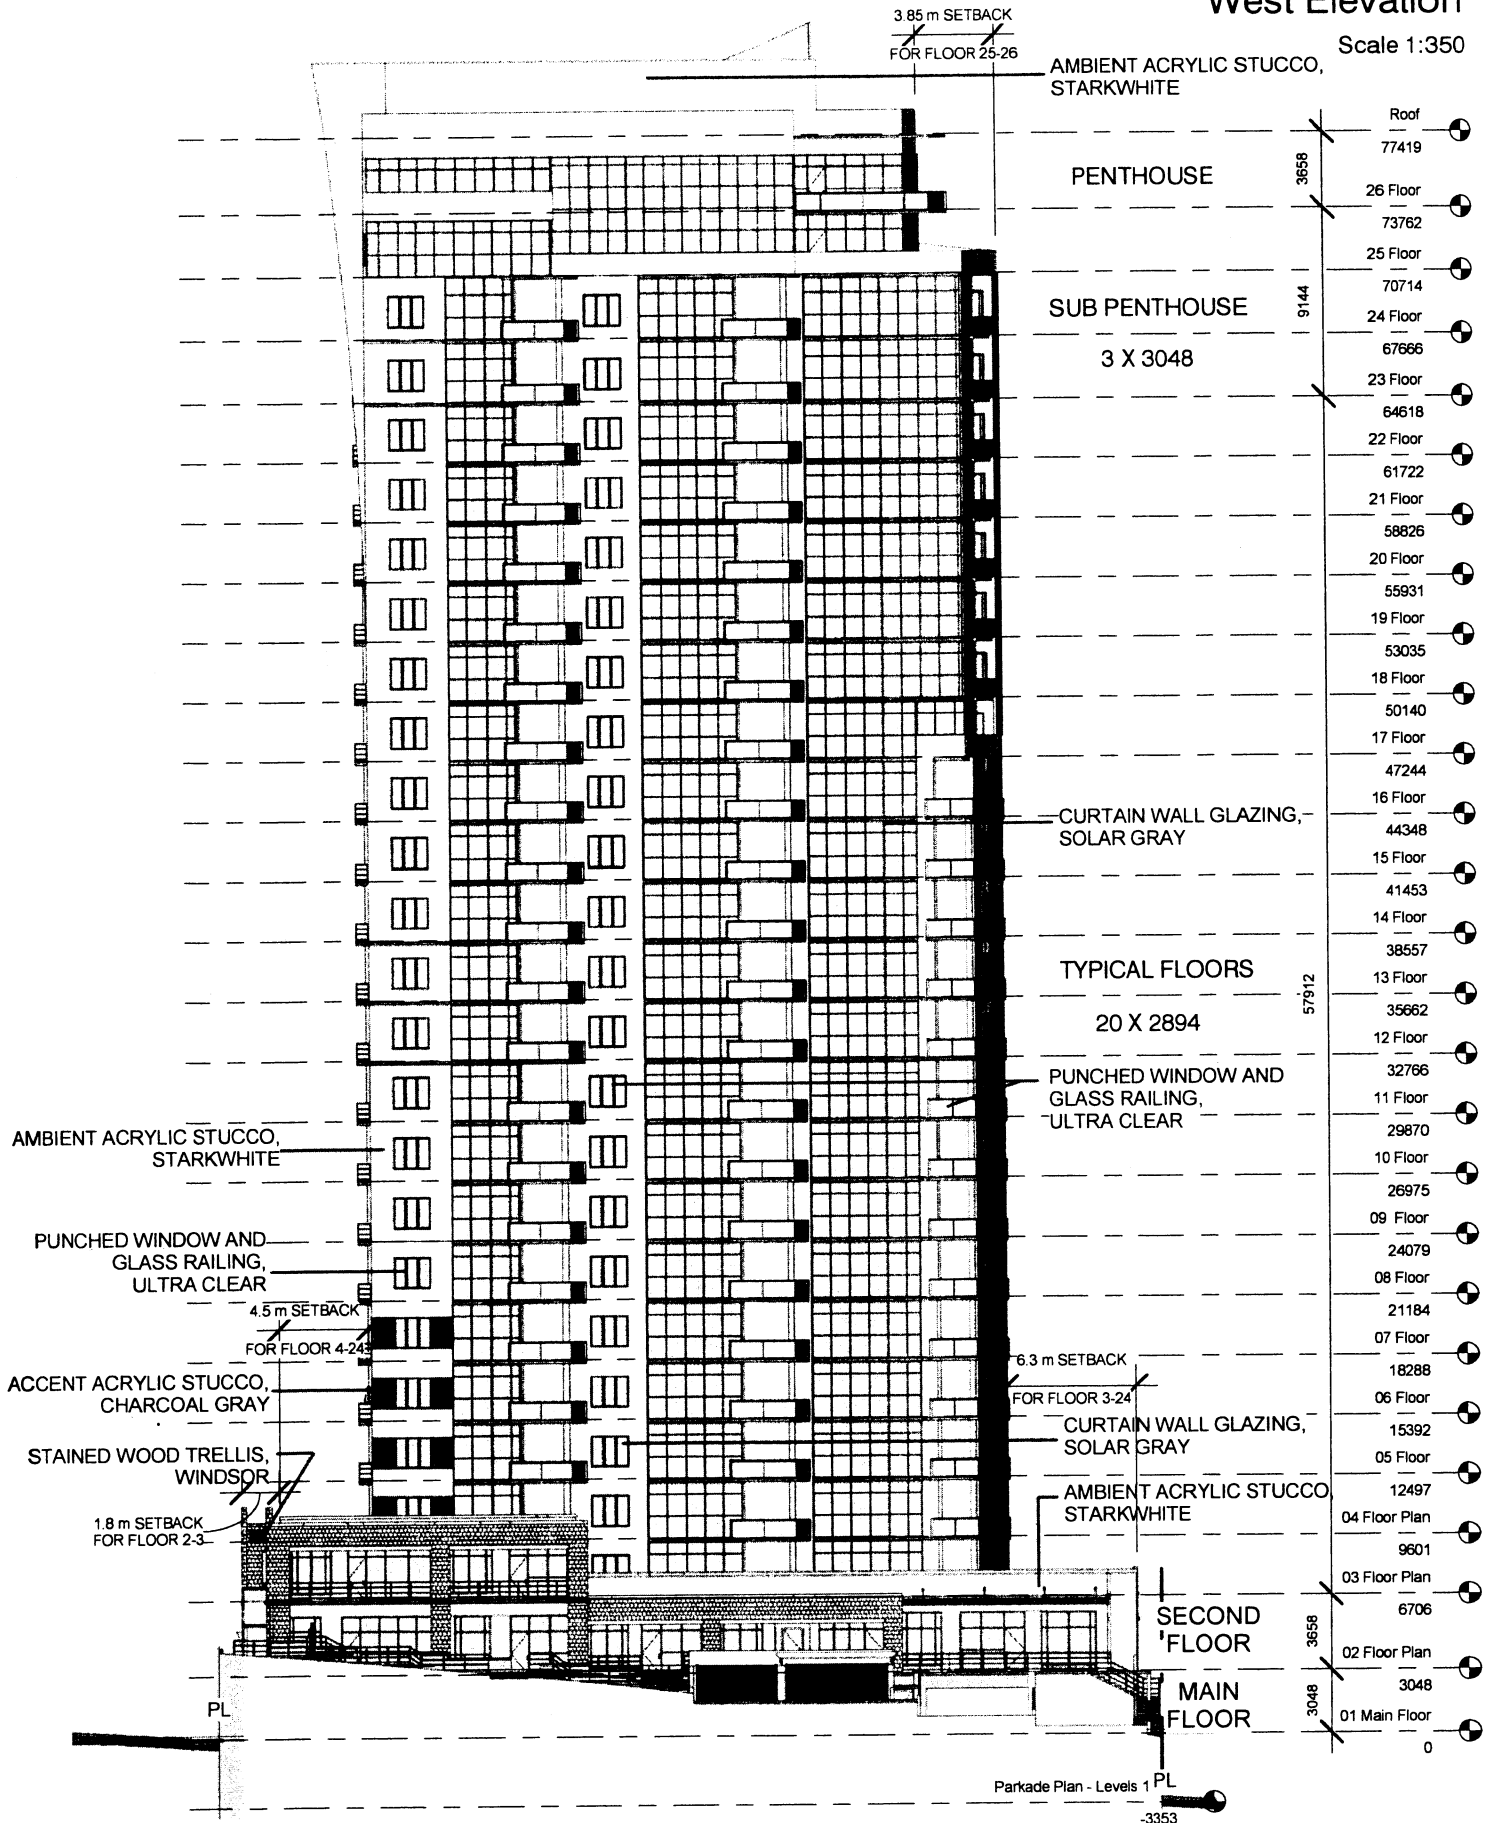 West Elevation
Scale 1:350
3.85 m SETBACK
FOR FLOOR 25-26
AMBIENT ACRYLIC STUCCO,
STARKWHITE
Roof
77419
3658
PENTHOUSE
26 Floor
73762
25 Floor
70714
9144
SUB PENTHOUSE
3 X 3048
24 Floor
67666
23 Floor
64618
22 Floor
61722
21 Floor
58826
20 Floor
55931
19 Floor
53035
18 Floor
50140
17 Floor
47244
16 Floor
44348
CURTAIN WALL GLAZING,
SOLAR GRAY
15 Floor
41453
14 Floor
38557
TYPICAL FLOORS
20 X 2894
57912
13 Floor
35662
12 Floor
32766
PUNCHED WINDOW AND
GLASS RAILING,
ULTRA CLEAR
11 Floor
29870
AMBIENT ACRYLIC STUCCO,
STARKWHITE
10 Floor
26975
09 Floor
24079
PUNCHED WINDOW AND
GLASS RAILING,
ULTRA CLEAR
08 Floor
21184
4.5 m SETBACK
FOR FLOOR 4-24
07 Floor
18288
6.3 m SETBACK
FOR FLOOR 3-24
ACCENT ACRYLIC STUCCO,
CHARCOAL GRAY
06 Floor
15392
CURTAIN WALL GLAZING,
SOLAR GRAY
STAINED WOOD TRELLIS,
WINDSOR
05 Floor
12497
AMBIENT ACRYLIC STUCCO
STARKWHITE
1.8 m SETBACK
FOR FLOOR 2-3
04 Floor Plan
9601
03 Floor Plan
6706
SECOND
FLOOR
3658
02 Floor Plan
3048
MAIN
FLOOR
3048
01 Main Floor
0
PL
PL
Parkade Plan - Levels 1
-3353